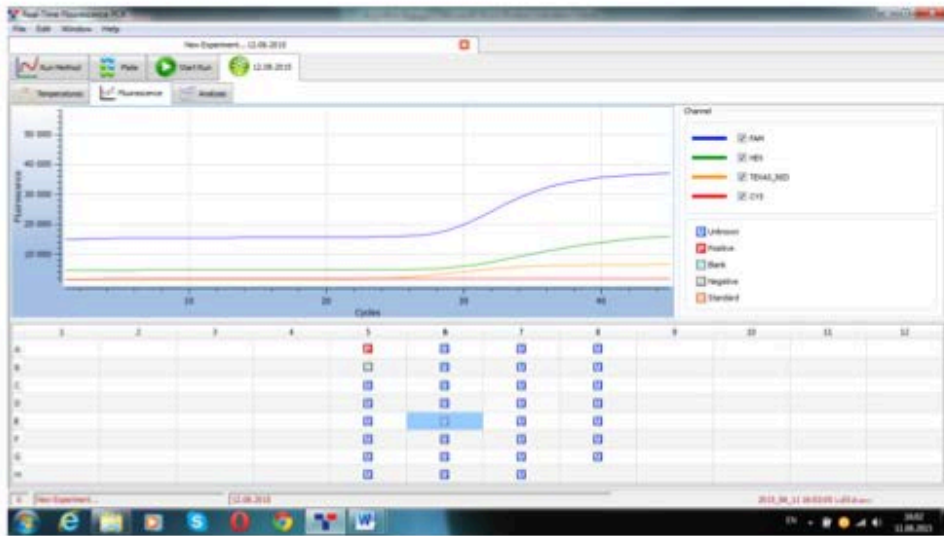 Real-Time Fluorescence PCR
File Edit Window Help
New Experiment... 12.06.2015
Run Method Plate Start Run 12.06.2015
Temperatures Fluorescence Analysis
Channel
FAM
HEX
TEXAS_RED
CY5
Unknown
Positive
Blank
Negative
Standard
Fluorescence
50 000
40 000
30 000
20 000
10 000
10 20 30 40
Cycles
1 2 3 4 5 6 7 8 9 10 11 12
A
B
C
D
E
F
G
H
New Experiment... 12.06.2015
EN 16:02